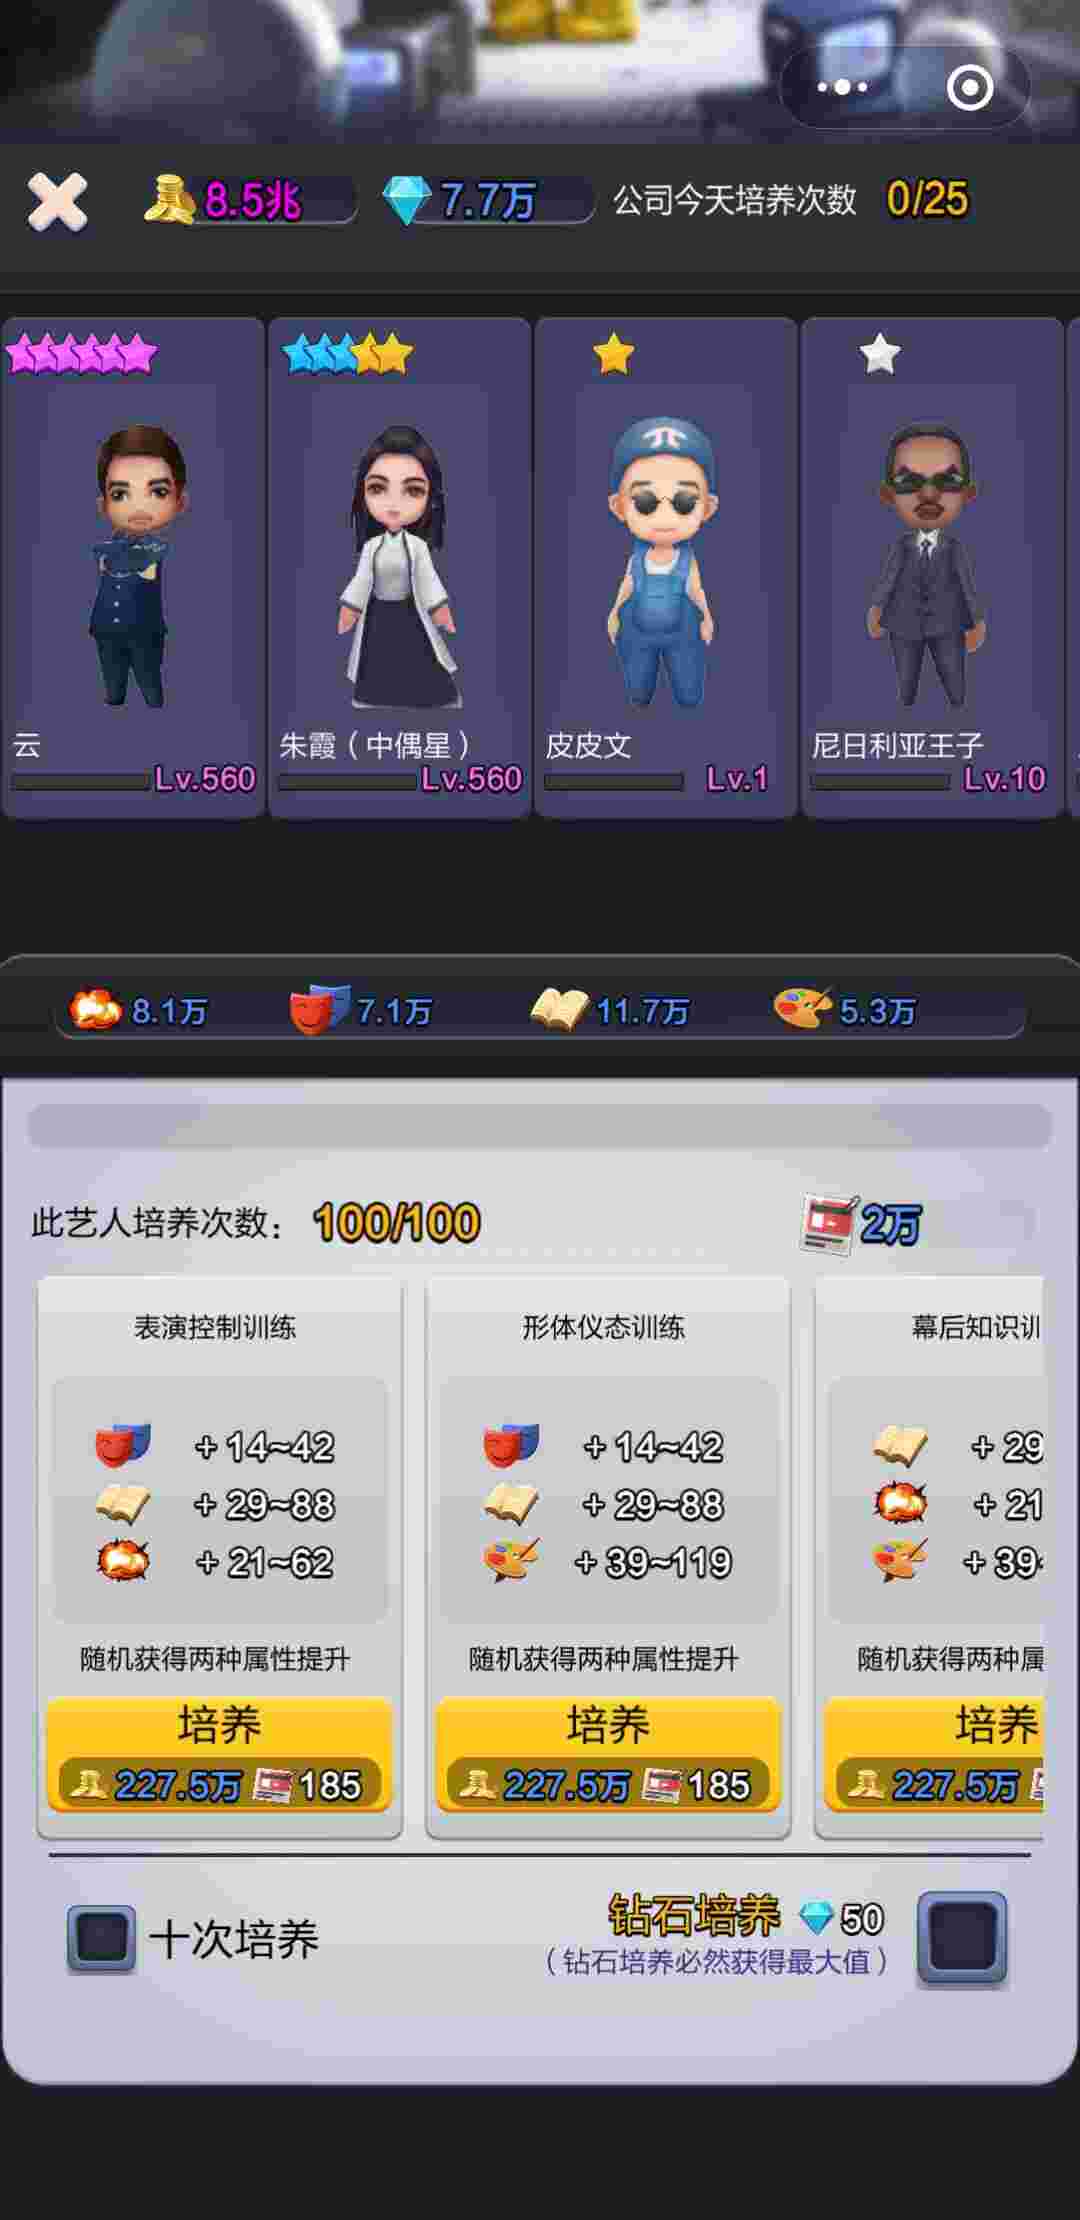 8.5兆 7.7万 公司今天培养次数 0/25
云 朱霞（中偶星） 皮皮文 尼日利亚王子
Lv.560 Lv.560 Lv.1 Lv.10
8.1万 7.1万 11.7万 5.3万
此艺人培养次数： 100/100 2万
表演控制训练 形体仪态训练 幕后知识训
+14~42 +14~42 +29
+29~88 +29~88 +21
+21~62 +39~119 +39
随机获得两种属性提升 随机获得两种属性提升 随机获得两种属
培养 培养 培养
227.5万 185 227.5万 185 227.5万
十次培养 钻石培养 50
（钻石培养必然获得最大值）